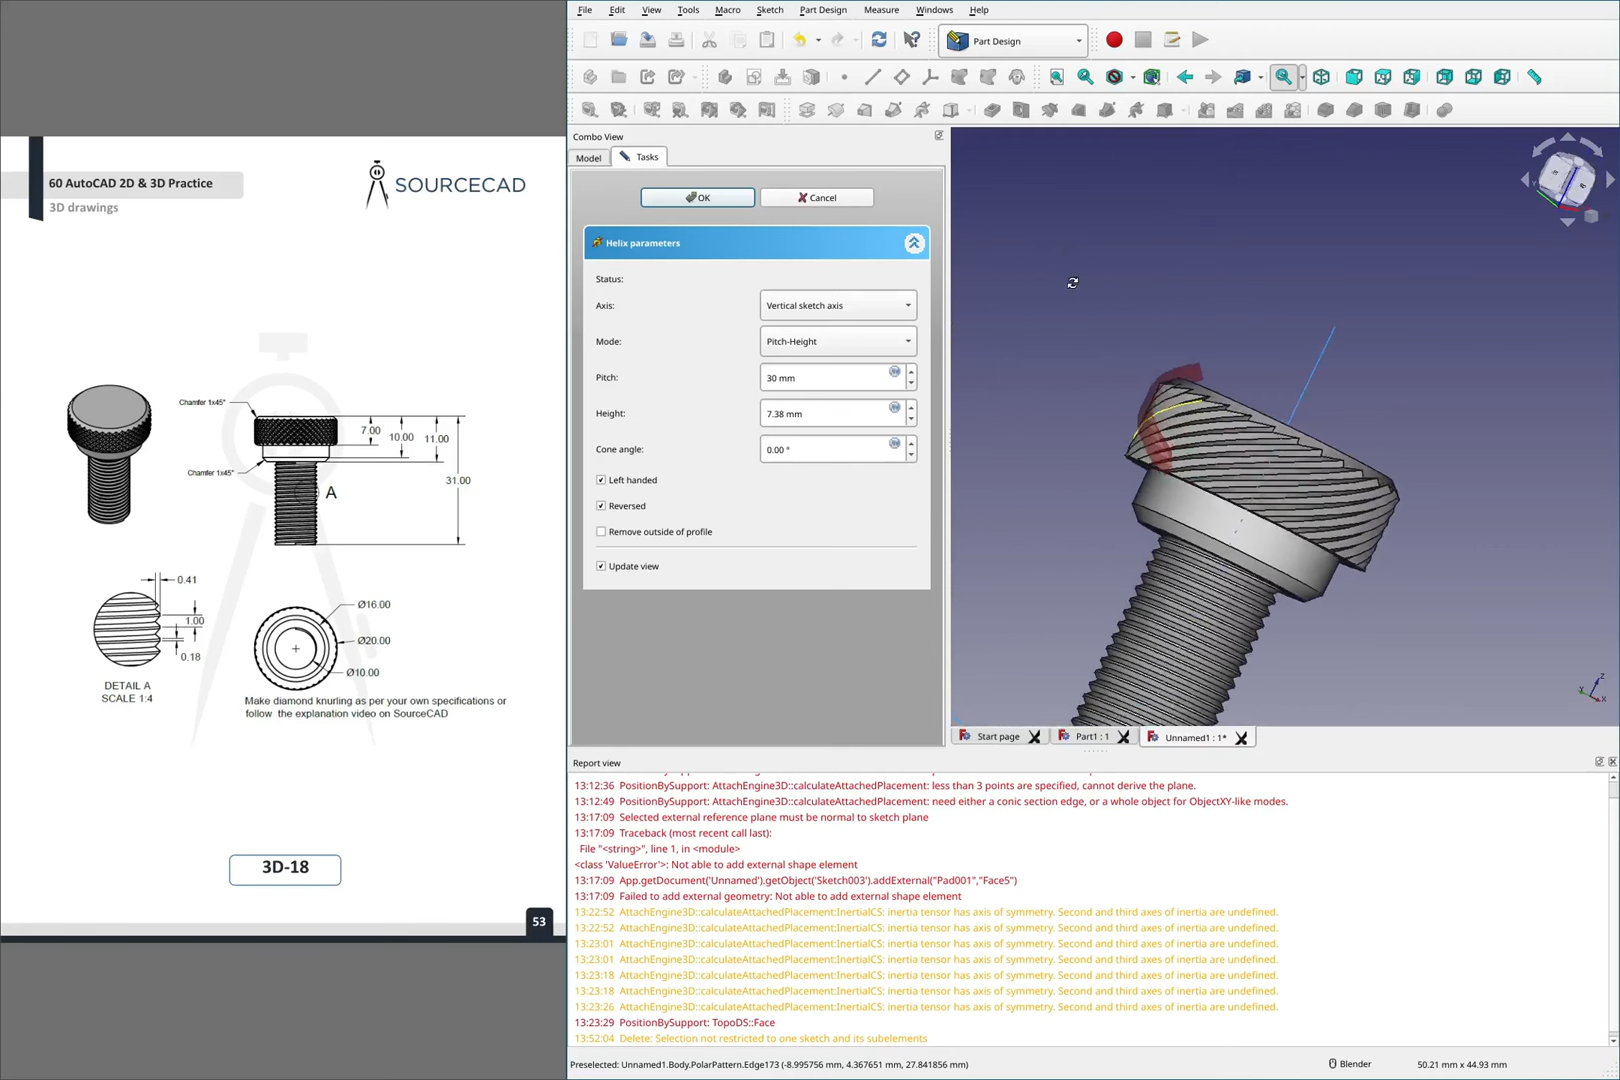 60 AutoCAD 2D & 3D Practice
3D drawings
SOURCECAD
Chamfer 1x45°
7.00
10.00
11.00
Chamfer 1x45°
31.00
A
0.41
1.00
0.18
DETAIL A
SCALE 1:4
Ø16.00
Ø20.00
Ø10.00
Make diamond knurling as per your own specifications or
follow the explanation video on SourceCAD
3D-18
53
File Edit View Tools Macro Sketch Part Design Measure Windows Help
Part Design
Combo View
Model
Tasks
OK
Cancel
Helix parameters
Status:
Axis: Vertical sketch axis
Mode: Pitch-Height
Pitch: 30 mm
Height: 7.38 mm
Cone angle: 0.00 °
Left handed
Reversed
Remove outside of profile
Update view
Start page
Part1 : 1
Unnamed1 : 1*
Report view
13:12:36 PositionBySupport: AttachEngine3D::calculateAttachedPlacement: less than 3 points are specified, cannot derive the plane.
13:12:49 PositionBySupport: AttachEngine3D::calculateAttachedPlacement: need either a conic section edge, or a whole object for ObjectXY-like modes.
13:17:09 Selected external reference plane must be normal to sketch plane
13:17:09 Traceback (most recent call last):
File "<string>", line 1, in <module>
<class 'ValueError'>: Not able to add external shape element
13:17:09 App.getDocument('Unnamed').getObject('Sketch003').addExternal("Pad001","Face5")
13:17:09 Failed to add external geometry: Not able to add external shape element
13:22:52 AttachEngine3D::calculateAttachedPlacement:InertialCS: inertia tensor has axis of symmetry. Second and third axes of inertia are undefined.
13:22:52 AttachEngine3D::calculateAttachedPlacement:InertialCS: inertia tensor has axis of symmetry. Second and third axes of inertia are undefined.
13:23:01 AttachEngine3D::calculateAttachedPlacement:InertialCS: inertia tensor has axis of symmetry. Second and third axes of inertia are undefined.
13:23:01 AttachEngine3D::calculateAttachedPlacement:InertialCS: inertia tensor has axis of symmetry. Second and third axes of inertia are undefined.
13:23:18 AttachEngine3D::calculateAttachedPlacement:InertialCS: inertia tensor has axis of symmetry. Second and third axes of inertia are undefined.
13:23:18 AttachEngine3D::calculateAttachedPlacement:InertialCS: inertia tensor has axis of symmetry. Second and third axes of inertia are undefined.
13:23:26 AttachEngine3D::calculateAttachedPlacement:InertialCS: inertia tensor has axis of symmetry. Second and third axes of inertia are undefined.
13:23:29 PositionBySupport: TopoDS::Face
13:52:04 Delete: Selection not restricted to one sketch and its subelements
Preselected: Unnamed1.Body.PolarPattern.Edge173 (-8.995756 mm, 4.367651 mm, 27.841856 mm)
Blender
50.21 mm x 44.93 mm